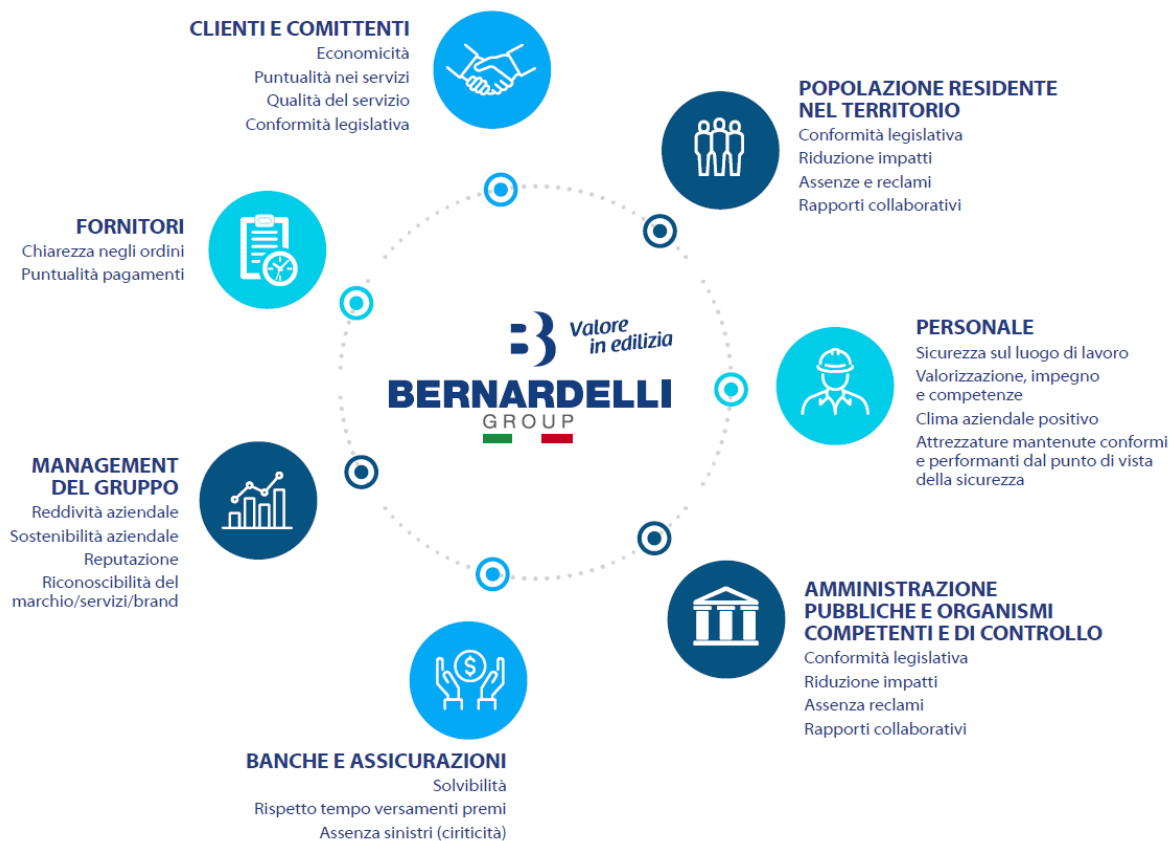 CLIENTI E COMITTENTI
Economicità
Puntualità nei servizi
Qualità del servizio
Conformità legislativa
POPOLAZIONE RESIDENTE
NEL TERRITORIO
Conformità legislativa
Riduzione impatti
Assenze e reclami
Rapporti collaborativi
FORNITORI
Chiarezza negli ordini
Puntualità pagamenti
B Valore
in edilizia
BERNARDELLI
GROUP
PERSONALE
Sicurezza sul luogo di lavoro
Valorizzazione, impegno
e competenze
Clima aziendale positivo
Attrezzature mantenute conformi
e performanti dal punto di vista
della sicurezza
MANAGEMENT
DEL GRUPPO
Reddività aziendale
Sostenibilità aziendale
Reputazione
Riconoscibilità del
marchio/servizi/brand
AMMINISTRAZIONE
PUBBLICHE E ORGANISMI
COMPETENTI E DI CONTROLLO
Conformità legislativa
Riduzione impatti
Assenza reclami
Rapporti collaborativi
$
BANCHE E ASSICURAZIONI
Solvibilità
Rispetto tempo versamenti premi
Assenza sinistri (ciriticità)